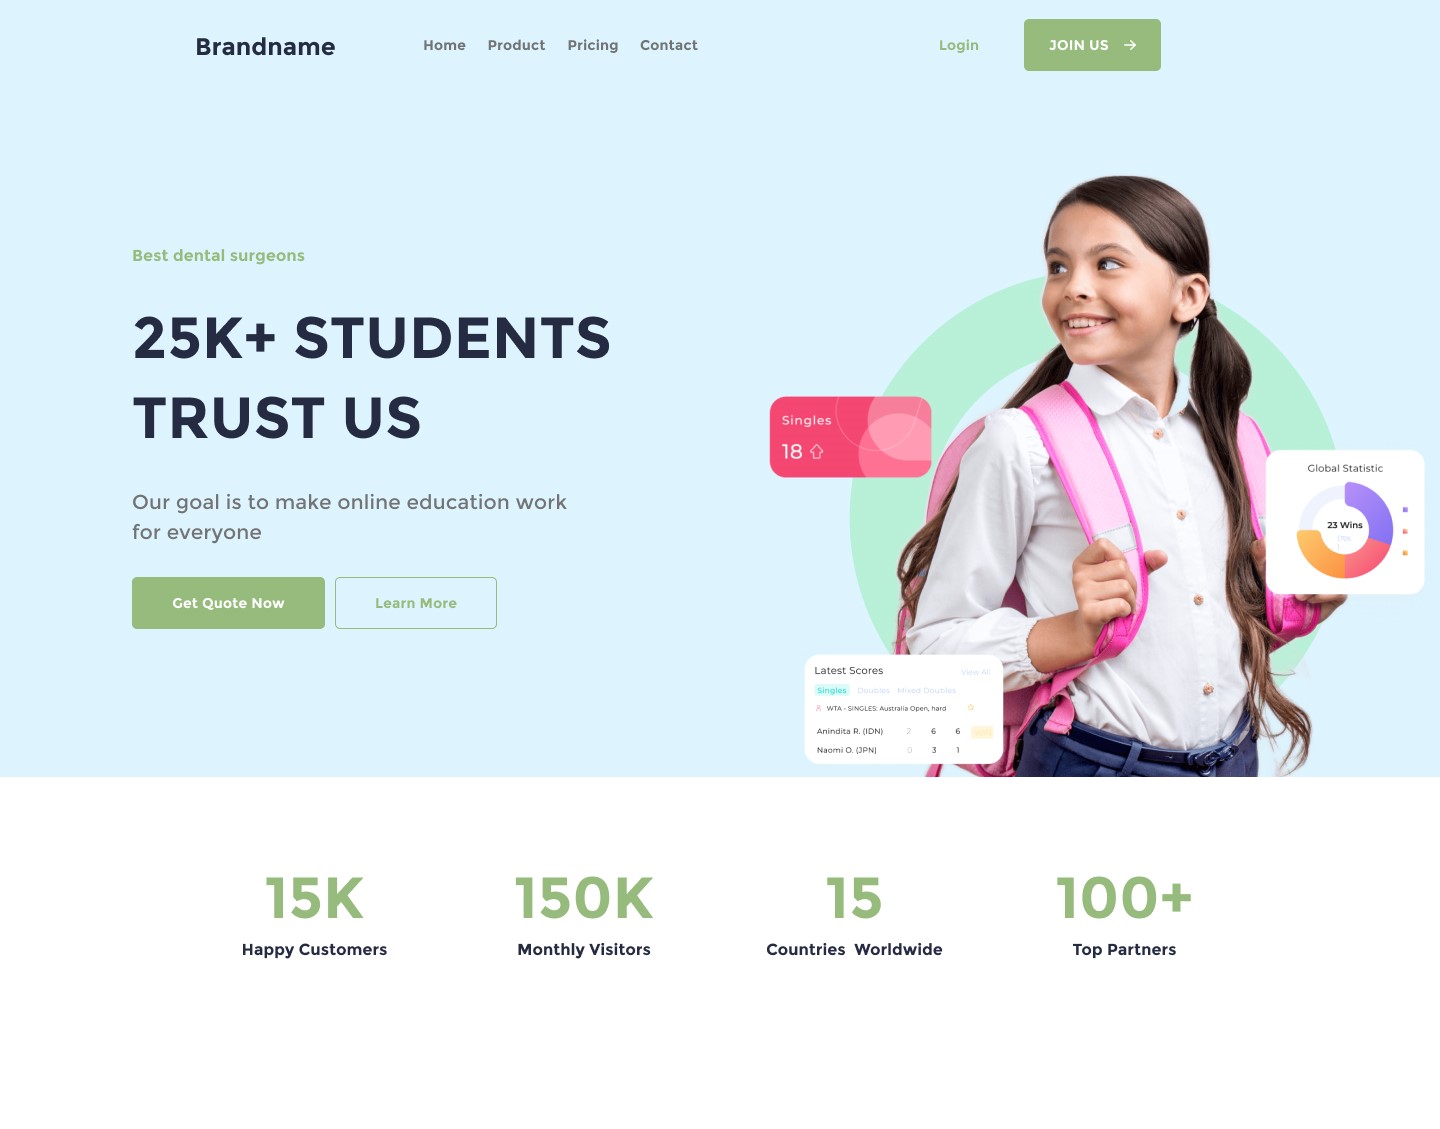 Brandname
Home Product Pricing Contact
Login
JOIN US
Best dental surgeons
25K+ STUDENTS
TRUST US
Our goal is to make online education work
for everyone
Get Quote Now
Learn More
Singles
18
Global Statistic
23 Wins
Latest Scores
View All
Singles Doubles Mixed Doubles
WTA - SINGLES: Australia Open, hard
Anindita R. (IDN) 2 6 6
Naomi O. (JPN) 0 3 1
15K
Happy Customers
150K
Monthly Visitors
15
Countries Worldwide
100+
Top Partners